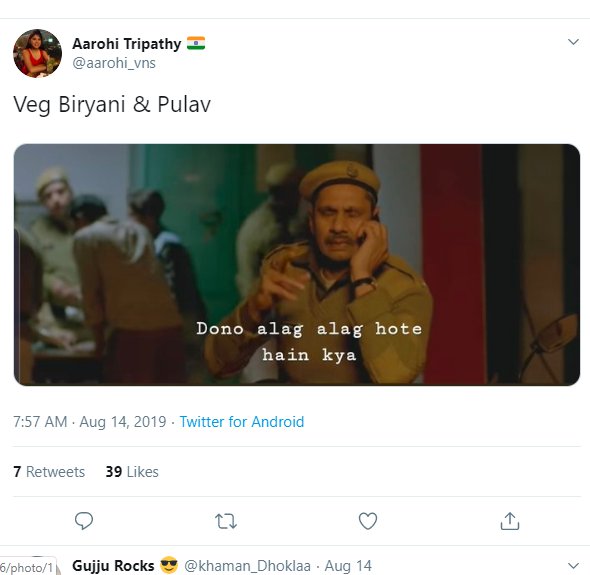 Aarohi Tripathy 🇮🇳
@aarohi_vns
Veg Biryani & Pulav
Dono alag alag hote
hain kya
7:57 AM · Aug 14, 2019 · Twitter for Android
7 Retweets 39 Likes
6/photo/1
Gujju Rocks 😎 @khaman_Dhoklaa · Aug 14